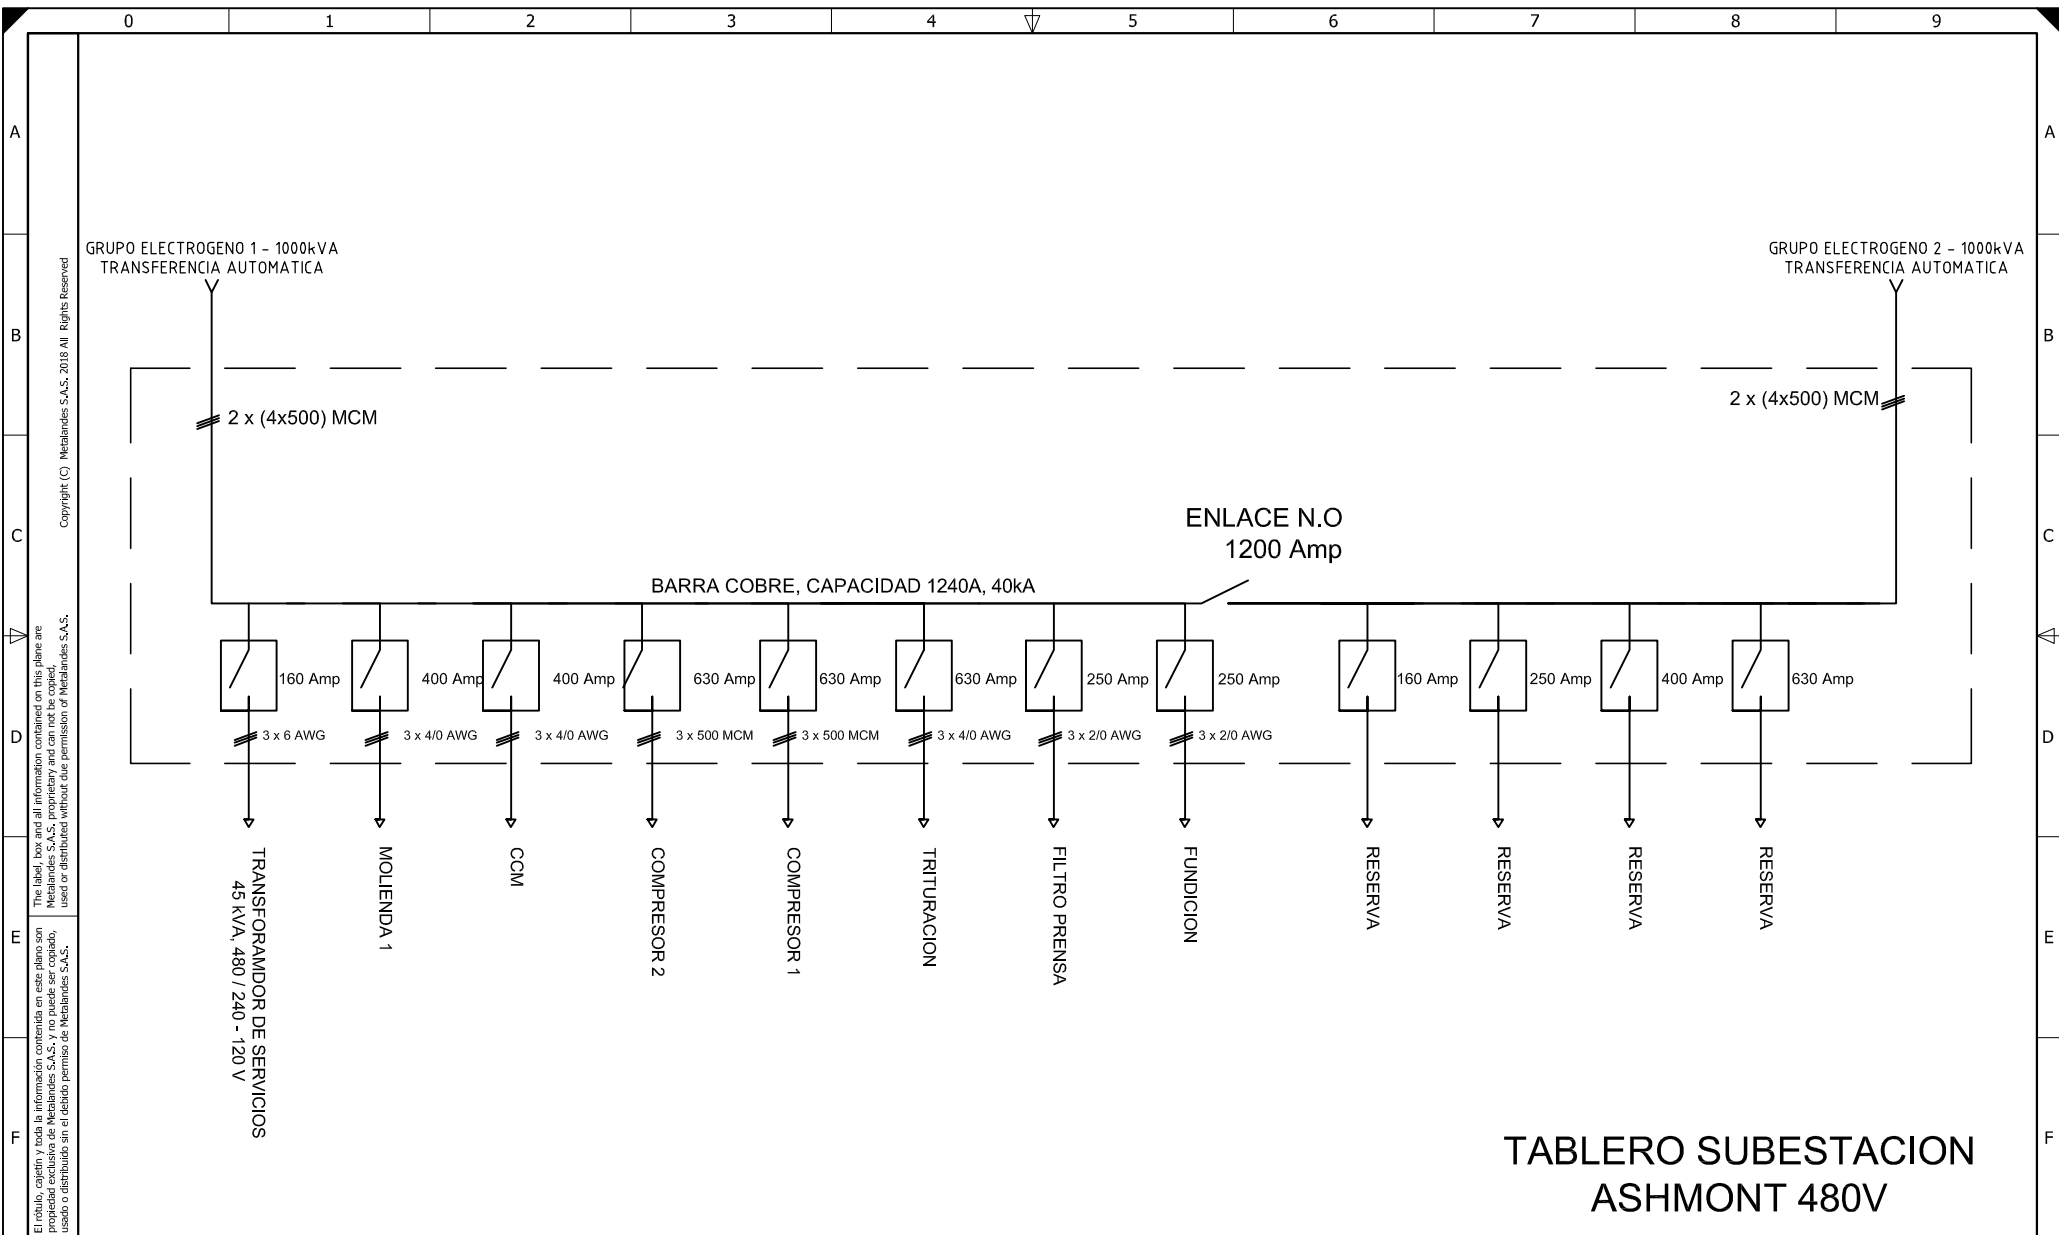 0 1 2 3 4 5 6 7 8 9
A A
GRUPO ELECTROGENO 1 - 1000kVA
TRANSFERENCIA AUTOMATICA
GRUPO ELECTROGENO 2 - 1000kVA
TRANSFERENCIA AUTOMATICA
B B
2 x (4x500) MCM
2 x (4x500) MCM
C C
ENLACE N.O
1200 Amp
BARRA COBRE, CAPACIDAD 1240A, 40kA
160 Amp 400 Amp 400 Amp 630 Amp 630 Amp 630 Amp 250 Amp 250 Amp 160 Amp 250 Amp 400 Amp 630 Amp
D D
3 x 6 AWG 3 x 4/0 AWG 3 x 4/0 AWG 3 x 500 MCM 3 x 500 MCM 3 x 4/0 AWG 3 x 2/0 AWG 3 x 2/0 AWG
TRANSFORAMDOR DE SERVICIOS
45 kVA, 480 / 240 - 120 V
MOLIENDA 1
CCM
COMPRESOR 2
COMPRESOR 1
TRITURACION
FILTRO PRENSA
FUNDICION
RESERVA
RESERVA
RESERVA
RESERVA
E E
F F
TABLERO SUBESTACION
ASHMONT 480V
Copyright (C) Metalandes S.A.S. 2018 All Rights Reserved
The label, box and all information contained on this plane are
Metalandes S.A.S. proprietary and can not be copied,
used or distributed without due permission of Metalandes S.A.S.
El rótulo, cajetín y toda la información contenida en este plano son
propiedad exclusiva de Metalandes S.A.S. y no puede ser copiado,
usado o distribuido sin el debido permiso de Metalandes S.A.S.